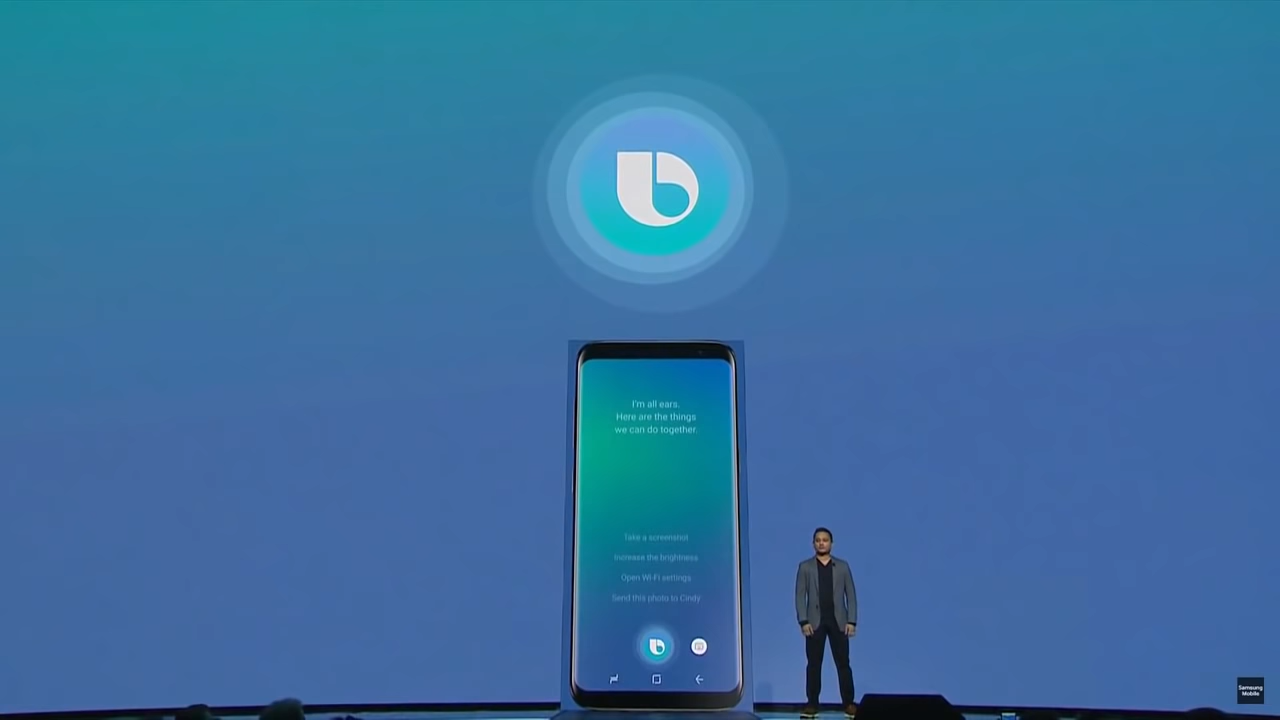 I'm all ears.
Here are the things
we can do together.
Take a screenshot
Increase the brightness
Open Wi-Fi settings
Send this photo to Cindy
Samsung
Mobile